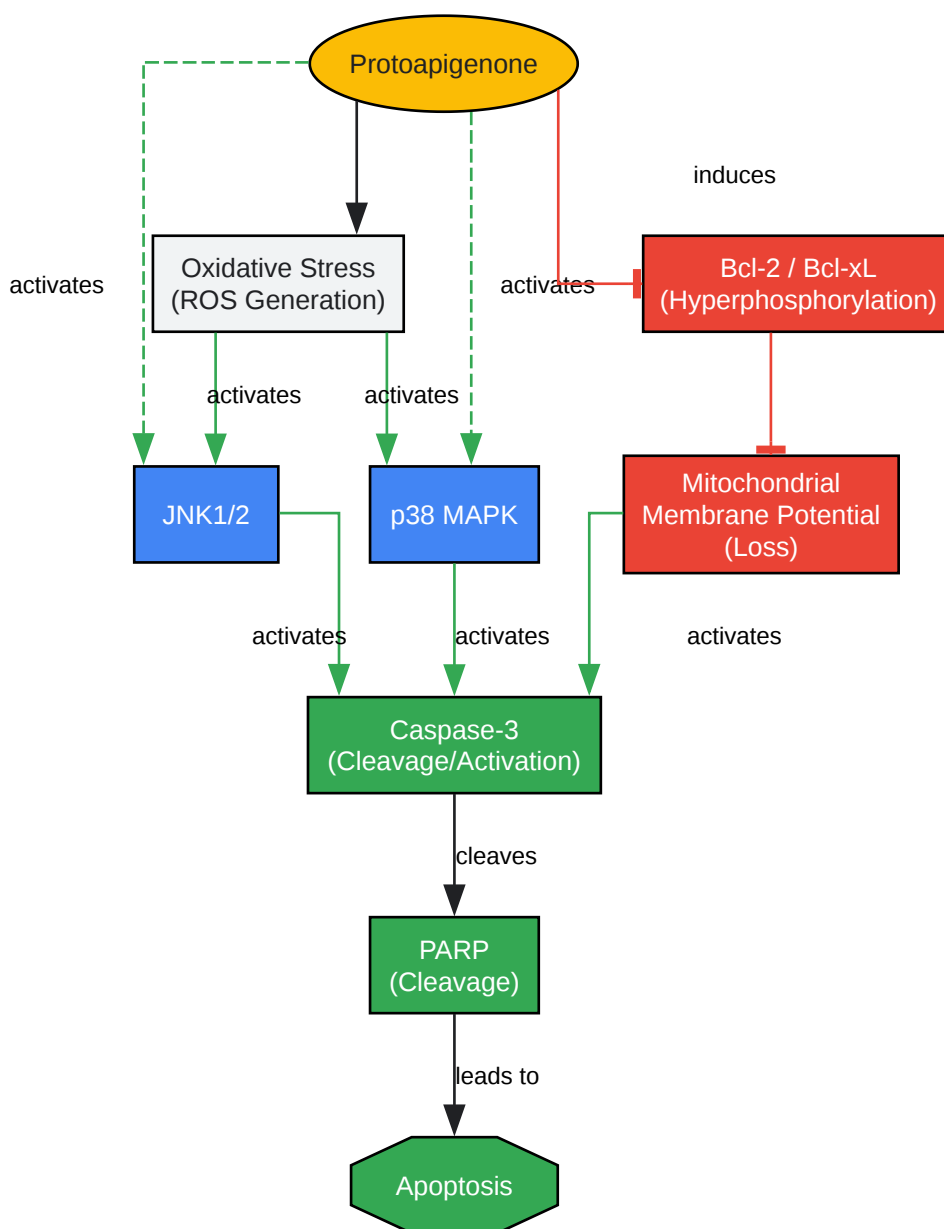 Protoapigenone
induces
Oxidative Stress
(ROS Generation)
Bcl-2 / Bcl-xL
(Hyperphosphorylation)
activates
activates
activates
activates
JNK1/2
p38 MAPK
Mitochondrial
Membrane Potential
(Loss)
activates
activates
activates
Caspase-3
(Cleavage/Activation)
cleaves
PARP
(Cleavage)
leads to
Apoptosis